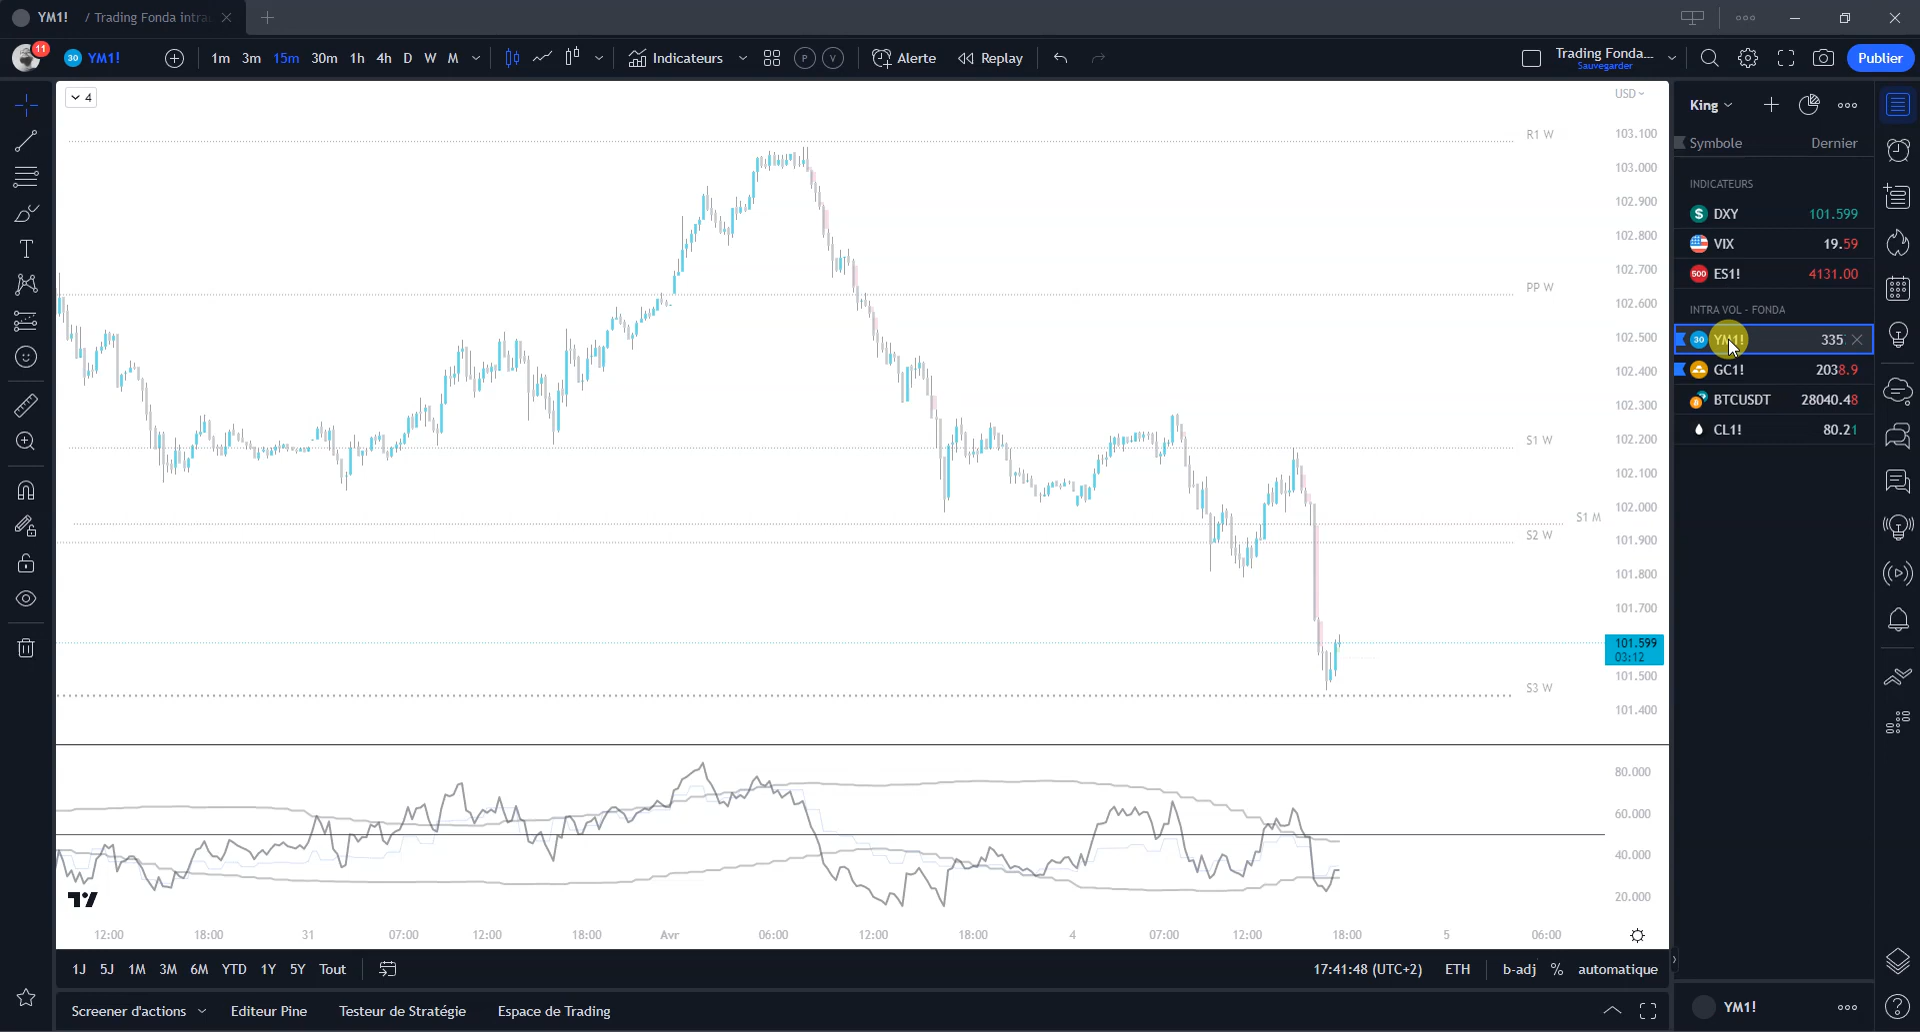 YM1! / Trading Fonda intra
11
30 YM1! 1m 3m 15m 30m 1h 4h D W M Indicateurs P V Alerte Replay Trading Fonda... Publier
Sauvegarder
4
USD
R1 W
PP W
S1 W
S1 M
S2 W
S3 W
103.100
103.000
102.900
102.800
102.700
102.600
102.500
102.400
102.300
102.200
102.100
102.000
101.900
101.800
101.700
101.599
03:12
101.500
101.400
80.000
60.000
40.000
20.000
12:00 18:00 31 07:00 12:00 18:00 Avr 06:00 12:00 18:00 4 07:00 12:00 18:00 5 06:00
1J 5J 1M 3M 6M YTD 1Y 5Y Tout 17:41:48 (UTC+2) ETH b-adj % automatique
Screener d'actions Editeur Pine Testeur de Stratégie Espace de Trading
King
Symbole Dernier
INDICATEURS
$ DXY 101.599
VIX 19.59
500 ES1! 4131.00
INTRA VOL - FONDA
30 YM1! 335
GC1! 2038.9
BTCUSDT 28040.48
CL1! 80.21
YM1!